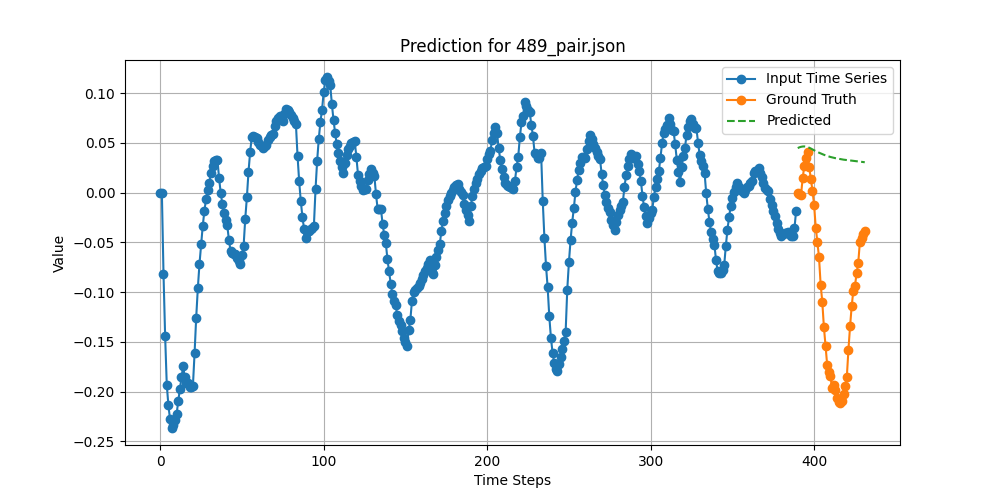 Prediction for 489_pair.json
Input Time Series
Ground Truth
Predicted
0.10
0.05
0.00
−0.05
−0.10
−0.15
−0.20
−0.25
Value
0
100
200
300
400
Time Steps